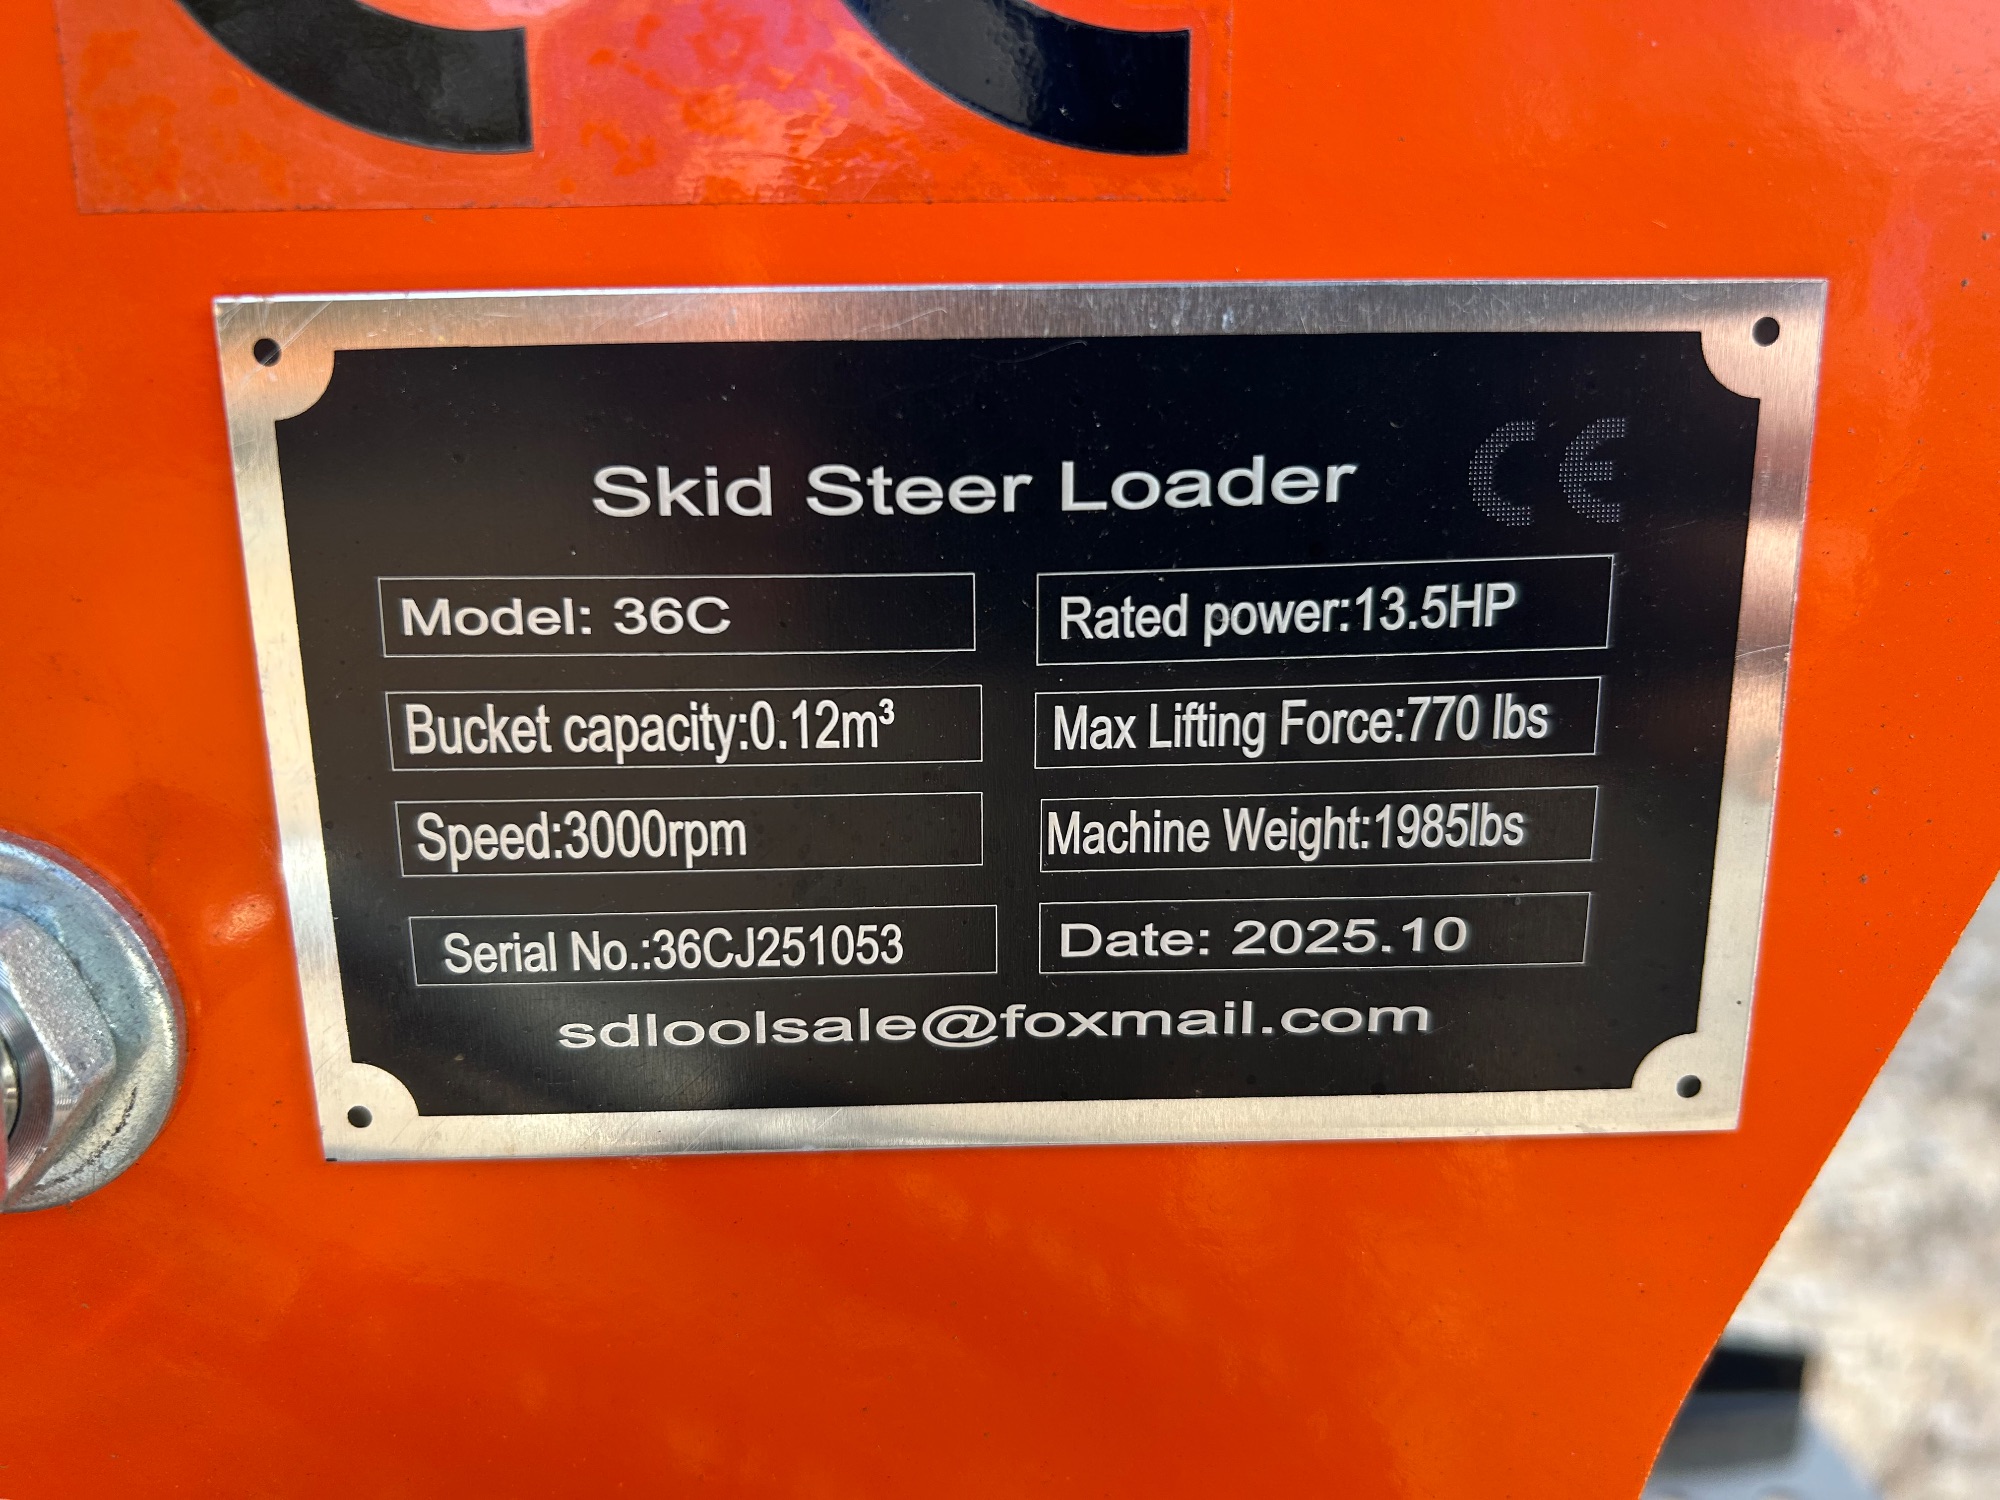 Skid Steer Loader CE
Model: 36C
Rated power:13.5HP
Bucket capacity:0.12m³
Max Lifting Force:770 lbs
Speed:3000rpm
Machine Weight:1985lbs
Serial No.:36CJ251053
Date: 2025.10
sdloolsale@foxmail.com